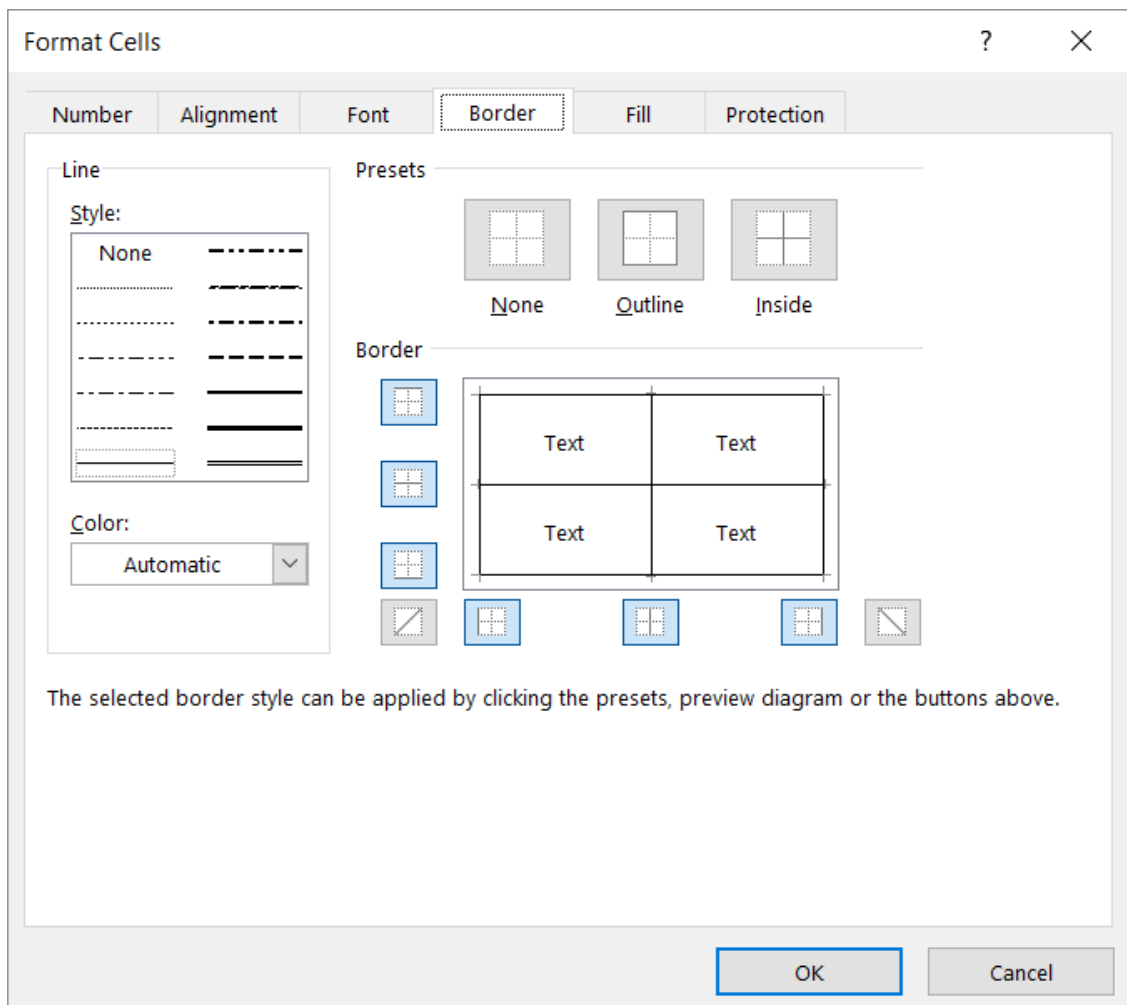 Format Cells ?
Number Alignment Font Border Fill Protection
Line
Style:
None
Color:
Automatic
Presets
None Outline Inside
Border
Text Text
Text Text
The selected border style can be applied by clicking the presets, preview diagram or the buttons above.
OK Cancel